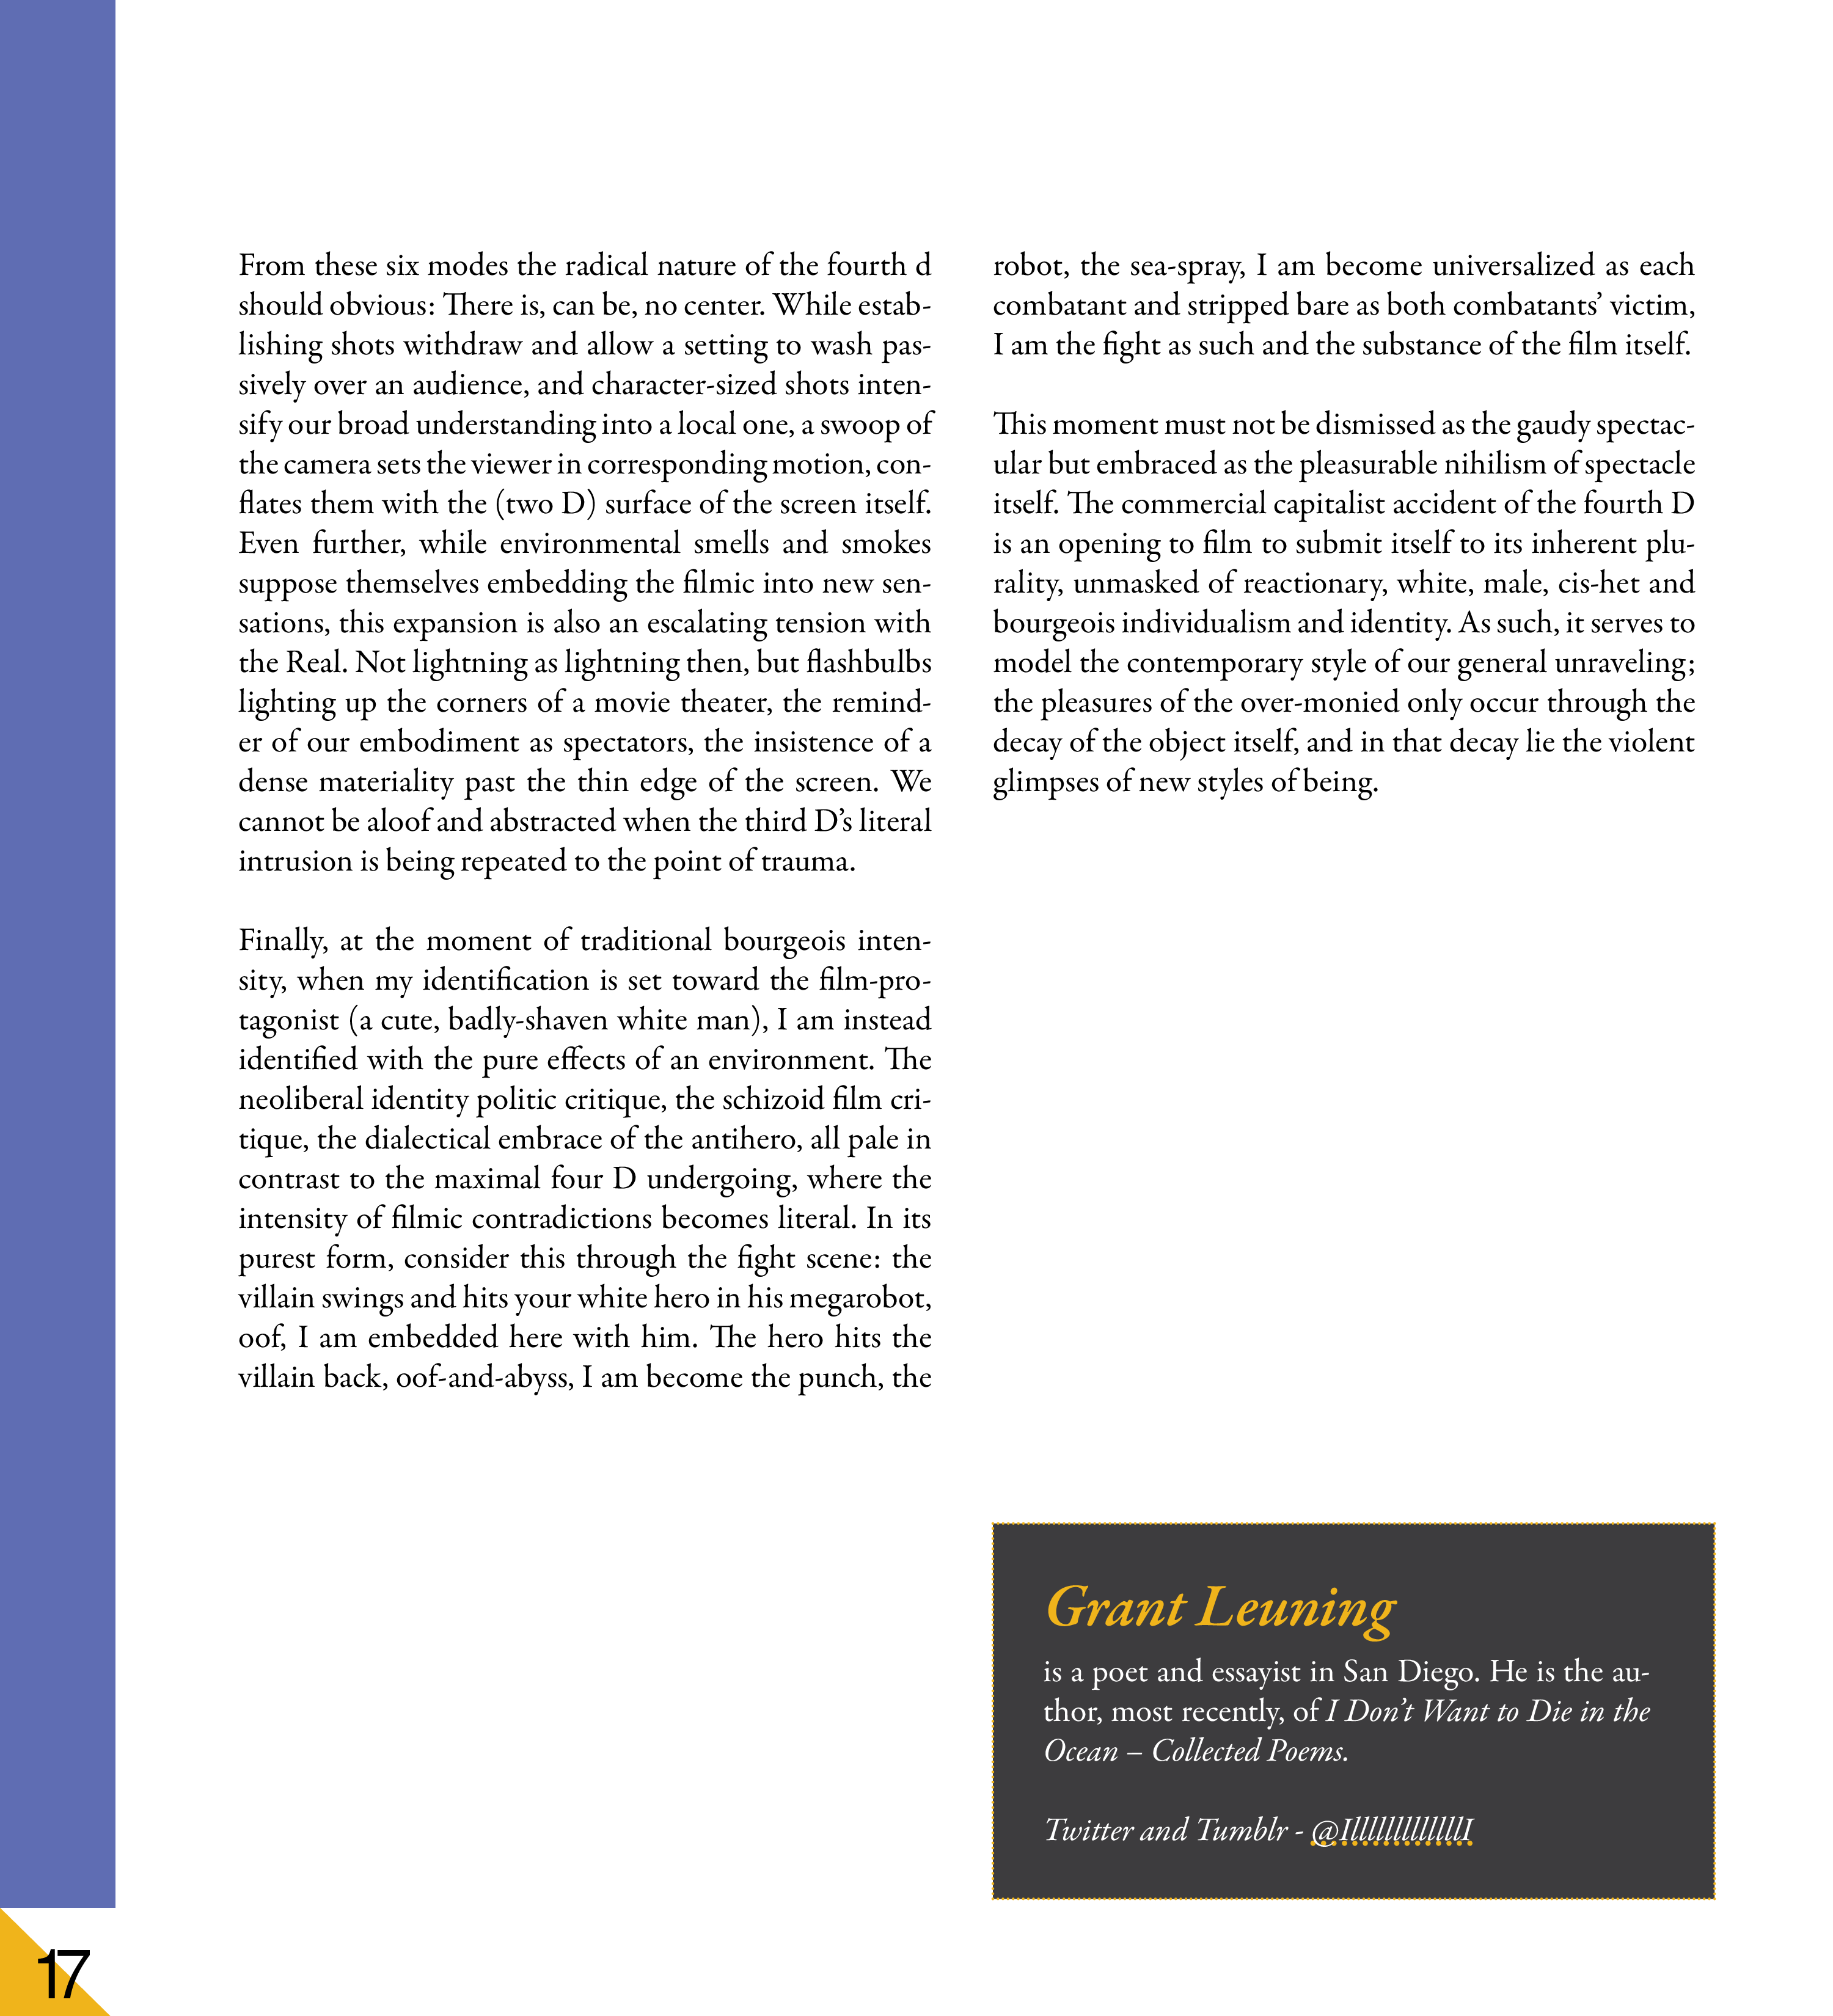 From these six modes the radical nature of the fourth d
should obvious: There is, can be, no center. While estab-
lishing shots withdraw and allow a setting to wash pas-
sively over an audience, and character-sized shots inten-
sify our broad understanding into a local one, a swoop of
the camera sets the viewer in corresponding motion, con-
flates them with the (two D) surface of the screen itself.
Even further, while environmental smells and smokes
suppose themselves embedding the filmic into new sen-
sations, this expansion is also an escalating tension with
the Real. Not lightning as lightning then, but flashbulbs
lighting up the corners of a movie theater, the remind-
er of our embodiment as spectators, the insistence of a
dense materiality past the thin edge of the screen. We
cannot be aloof and abstracted when the third D’s literal
intrusion is being repeated to the point of trauma.
Finally, at the moment of traditional bourgeois inten-
sity, when my identification is set toward the film-pro-
tagonist (a cute, badly-shaven white man), I am instead
identified with the pure effects of an environment. The
neoliberal identity politic critique, the schizoid film cri-
tique, the dialectical embrace of the antihero, all pale in
contrast to the maximal four D undergoing, where the
intensity of filmic contradictions becomes literal. In its
purest form, consider this through the fight scene: the
villain swings and hits your white hero in his megarobot,
oof, I am embedded here with him. The hero hits the
villain back, oof-and-abyss, I am become the punch, the
robot, the sea-spray, I am become universalized as each
combatant and stripped bare as both combatants’ victim,
I am the fight as such and the substance of the film itself.
This moment must not be dismissed as the gaudy spectac-
ular but embraced as the pleasurable nihilism of spectacle
itself. The commercial capitalist accident of the fourth D
is an opening to film to submit itself to its inherent plu-
rality, unmasked of reactionary, white, male, cis-het and
bourgeois individualism and identity. As such, it serves to
model the contemporary style of our general unraveling;
the pleasures of the over-monied only occur through the
decay of the object itself, and in that decay lie the violent
glimpses of new styles of being.
Grant Leuning
is a poet and essayist in San Diego. He is the au-
thor, most recently, of I Don’t Want to Die in the
Ocean – Collected Poems.
Twitter and Tumblr - @IlllllllllllllI
17